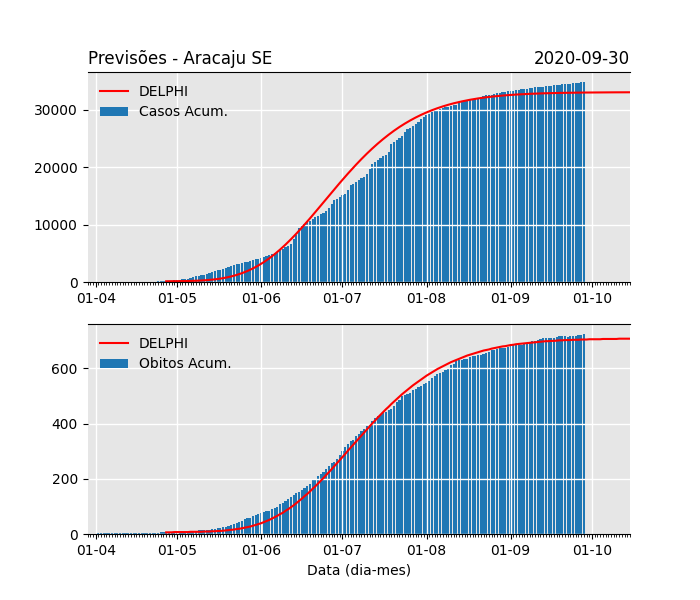 Previsões - Aracaju SE 2020-09-30
DELPHI
Casos Acum.
30000
20000
10000
0
01-04 01-05 01-06 01-07 01-08 01-09 01-10
DELPHI
Obitos Acum.
600
400
200
0
01-04 01-05 01-06 01-07 01-08 01-09 01-10
Data (dia-mes)